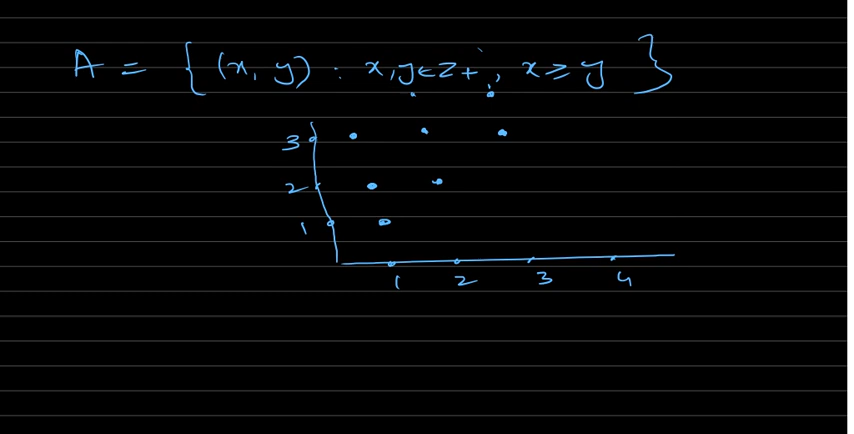 A = { (x, y) : x, y ∈ Z+ ; x ≥ y }
3
2
1
1 2 3 4